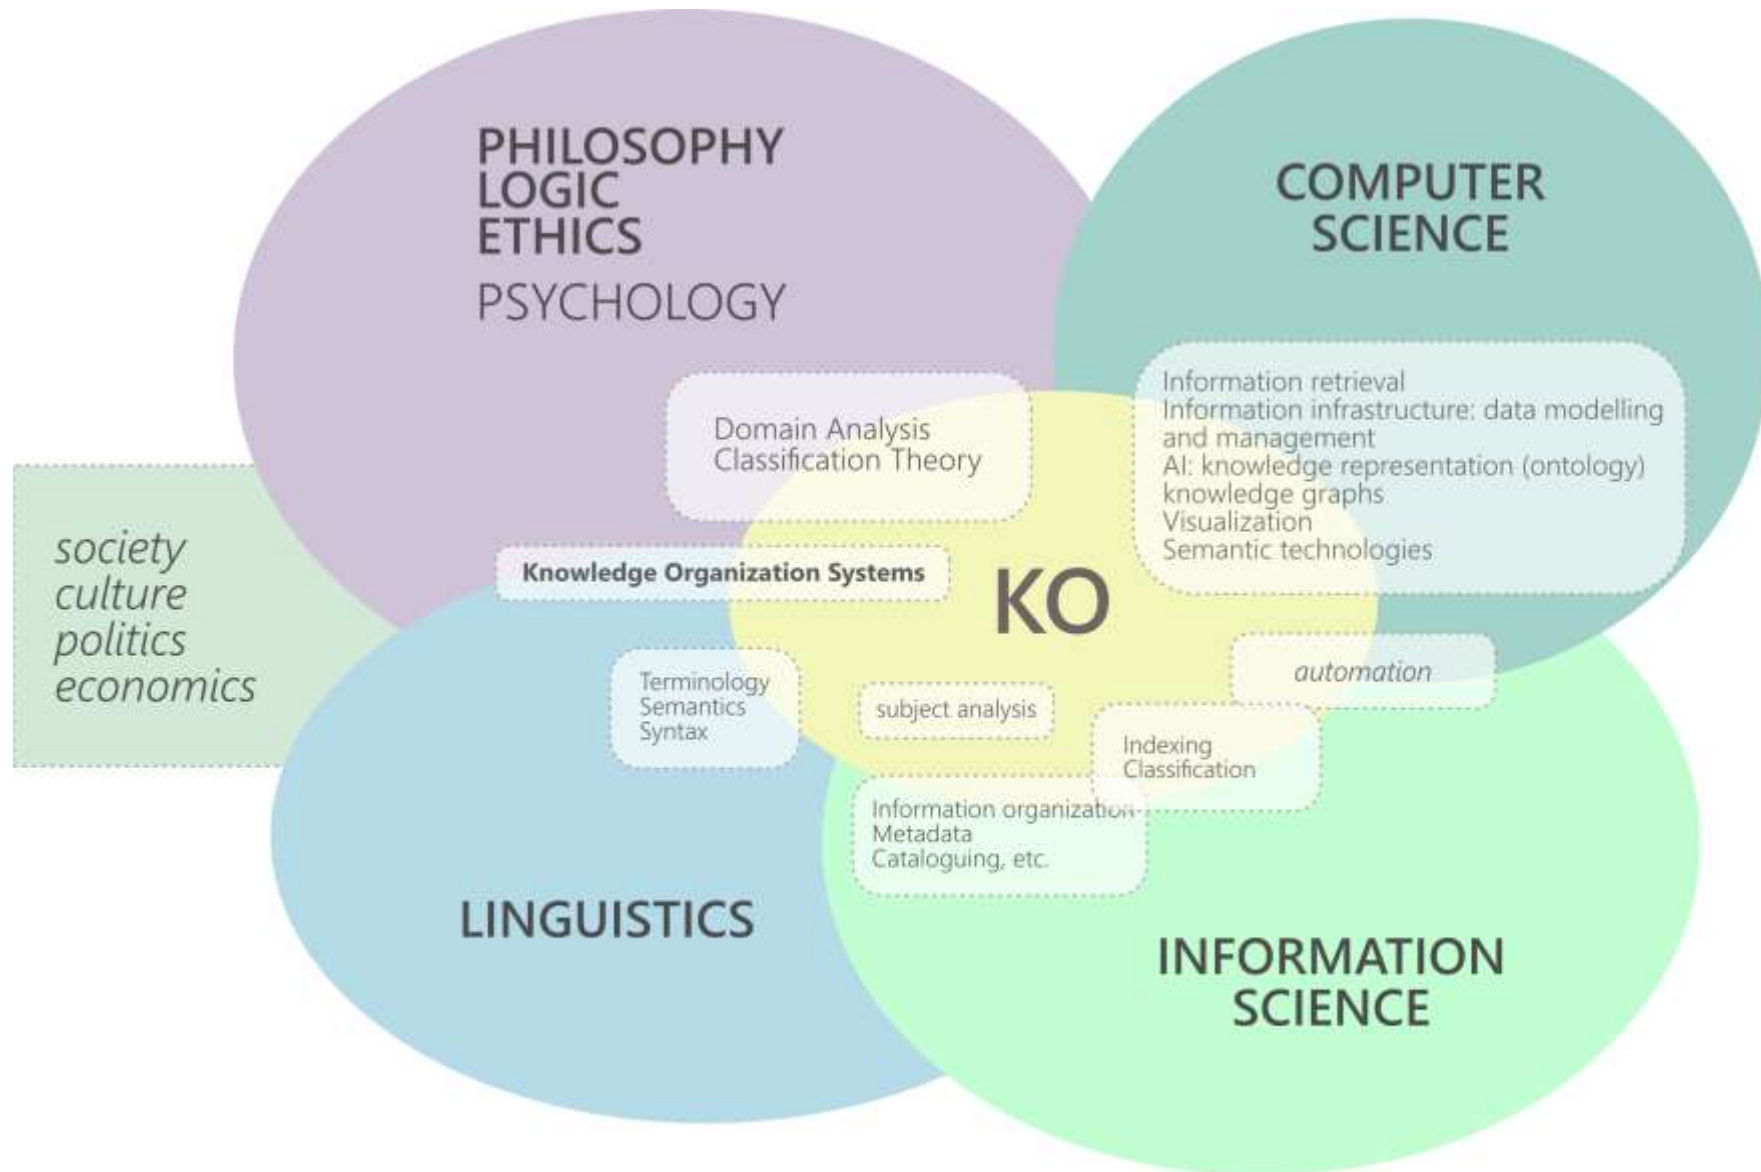 PHILOSOPHY
LOGIC
ETHICS
PSYCHOLOGY
COMPUTER
SCIENCE
Information retrieval
Information infrastructure: data modelling
and management
AI: knowledge representation (ontology)
knowledge graphs
Visualization
Semantic technologies
Domain Analysis
Classification Theory
society
culture
politics
economics
Knowledge Organization Systems
KO
Terminology
Semantics
Syntax
subject analysis
automation
Indexing
Classification
Information organization
Metadata
Cataloguing, etc.
LINGUISTICS
INFORMATION
SCIENCE